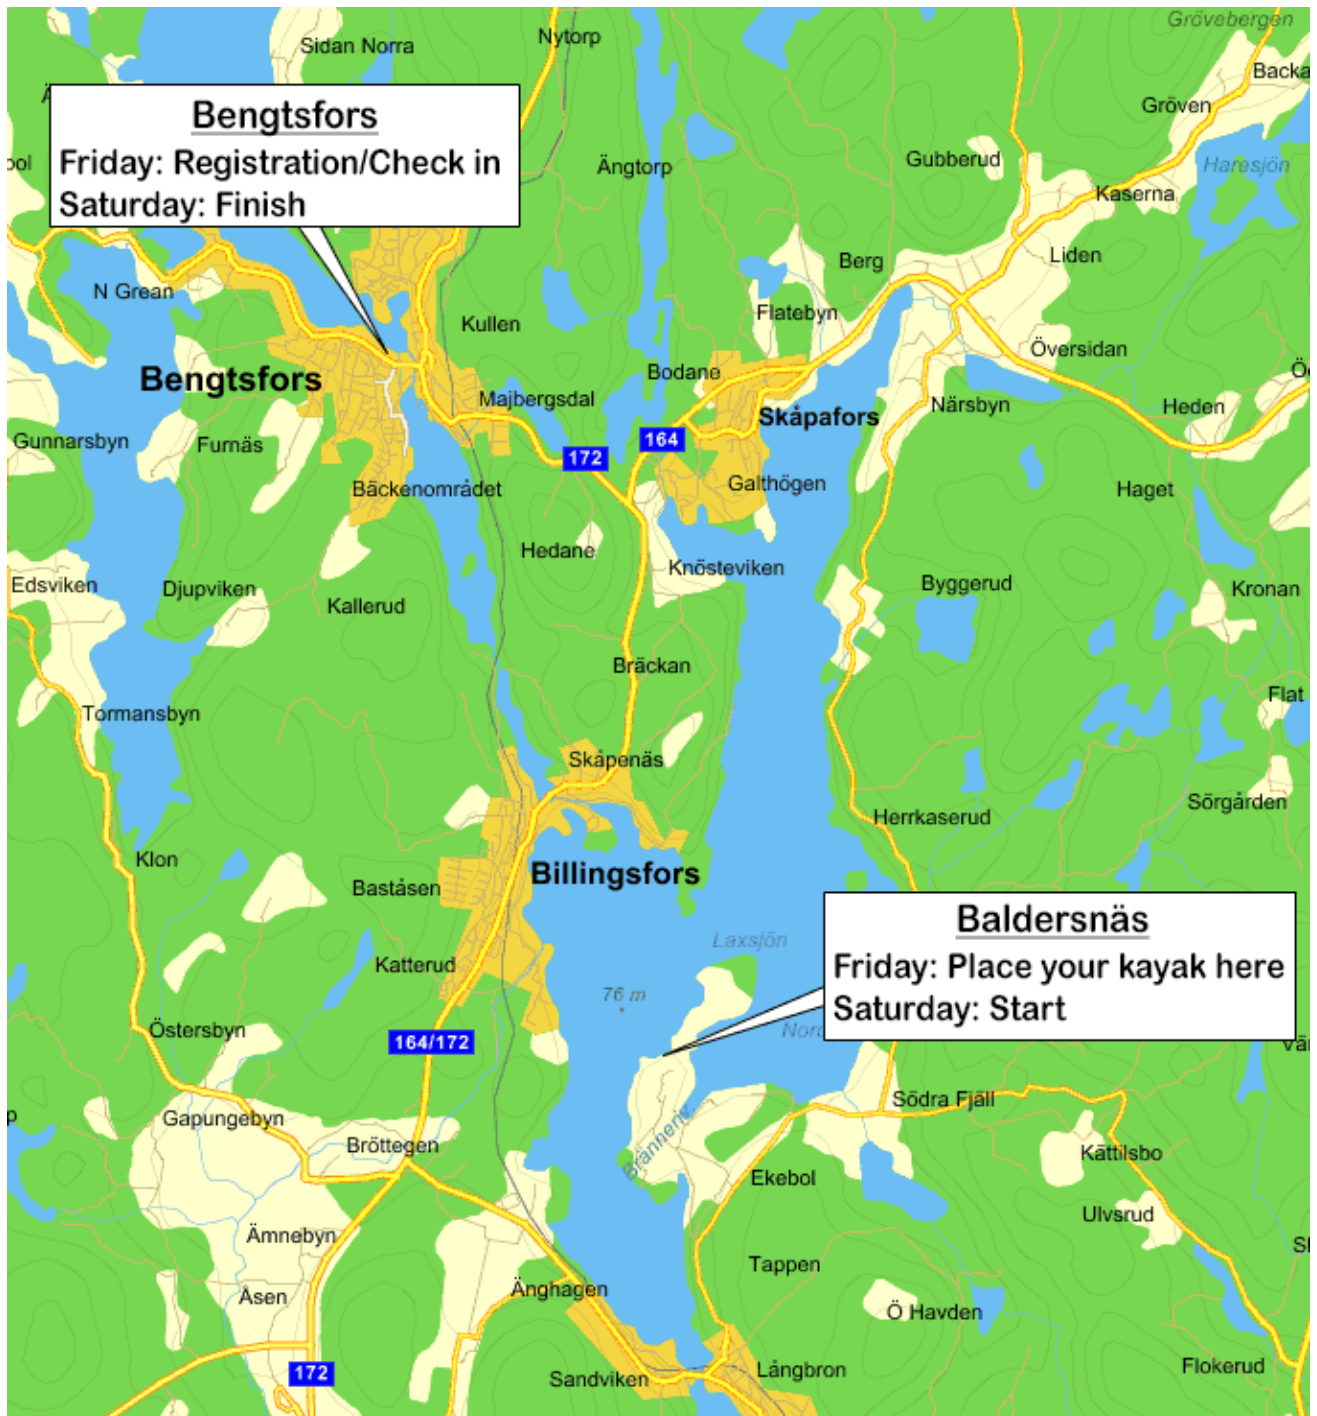 Grövebergen
Sidan Norra
Nytorp
Backa
Gröven
Bengtsfors
Friday: Registration/Check in
Saturday: Finish
Ängtorp
Gubberud
Haresjön
Kaserna
Berg
Liden
N Grean
Flatebyn
Kullen
Översidan
Bodane
Bengtsfors
Majbergsdal
Skåpafors
Närsbyn
Heden
Gunnarsbyn
Furnäs
164
172
Galthögen
Haget
Bäckenområdet
Hedane
Knösteviken
Edsviken
Djupviken
Kallerud
Byggerud
Kronan
Bräckan
Flat
Tormansbyn
Skåpenäs
Sörgården
Herrkaserud
Klon
Billingsfors
Baståsen
Laxsjön
Baldersnäs
Friday: Place your kayak here
Saturday: Start
Katterud
76 m
Nord
Östersbyn
164/172
Södra Fjäll
Gapungebyn
Bröttegen
Bränneriv.
Kättilsbo
Ekebol
Ulvsrud
Ämnebyn
Tappen
Åsen
Änghagen
Ö Havden
172
Sandviken
Långbron
Flokerud